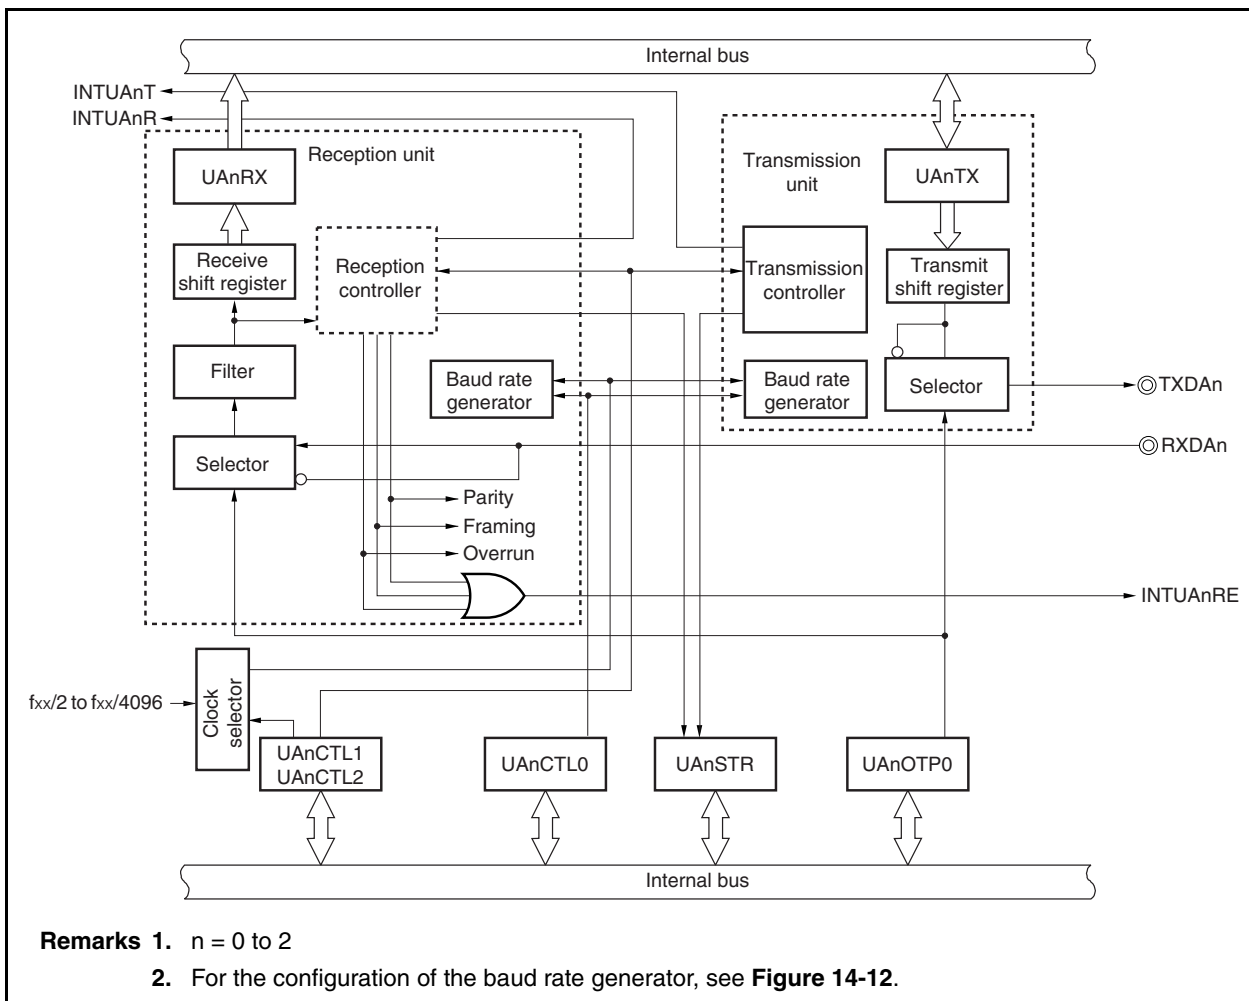 Internal bus
INTUAnT
INTUAnR
Reception unit
UAnRX
Transmission
unit
UAnTX
Receive
shift register
Reception
controller
Transmission
controller
Transmit
shift register
Filter
Baud rate
generator
Baud rate
generator
Selector
TXDAn
RXDAn
Selector
Parity
Framing
Overrun
INTUAnRE
fxx/2 to fxx/4096
Clock
selector
UAnCTL1
UAnCTL2
UAnCTL0
UAnSTR
UAnOTP0
Internal bus
Remarks 1. n = 0 to 2
2. For the configuration of the baud rate generator, see Figure 14-12.